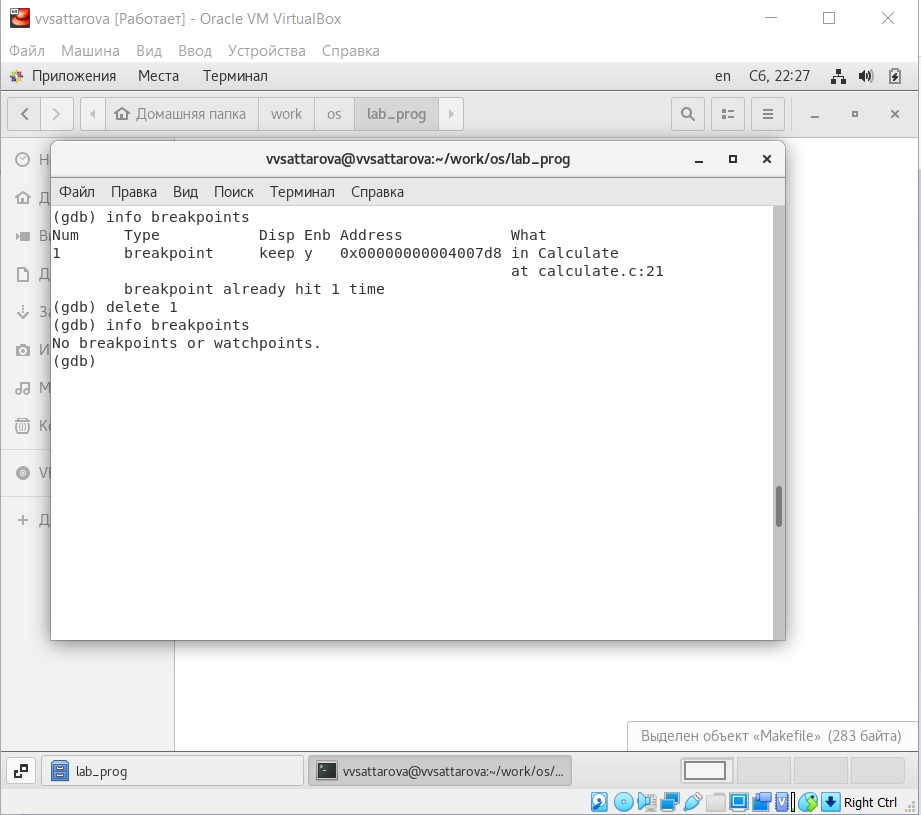 vvsattarova [Работает] - Oracle VM VirtualBox
Файл Машина Вид Ввод Устройства Справка
Приложения Места Терминал en Сб, 22:27
Домашняя папка work os lab_prog
vvsattarova@vvsattarova:~/work/os/lab_prog
Файл Правка Вид Поиск Терминал Справка
(gdb) info breakpoints
Num     Type           Disp Enb Address            What
1       breakpoint     keep y   0x00000000004007d8 in Calculate
                                                   at calculate.c:21
        breakpoint already hit 1 time
(gdb) delete 1
(gdb) info breakpoints
No breakpoints or watchpoints.
(gdb)
Выделен объект «Makefile» (283 байта)
lab_prog vvsattarova@vvsattarova:~/work/os/...
Right Ctrl